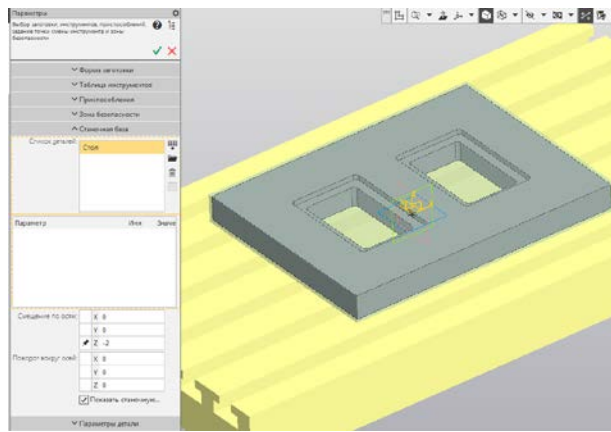 Параметры
Выбор заготовки, инструментов, приспособлений,
задание точки смены инструмента и зоны
безопасности
Форма заготовки
Таблица инструментов
Приспособления
Зона безопасности
Станочная база
Список деталей:
Стол
Параметр Имя Значе
Смещение по осям: X 0
Y 0
Z -2
Поворот вокруг осей: X 0
Y 0
Z 0
Показать станочную...
Параметры детали